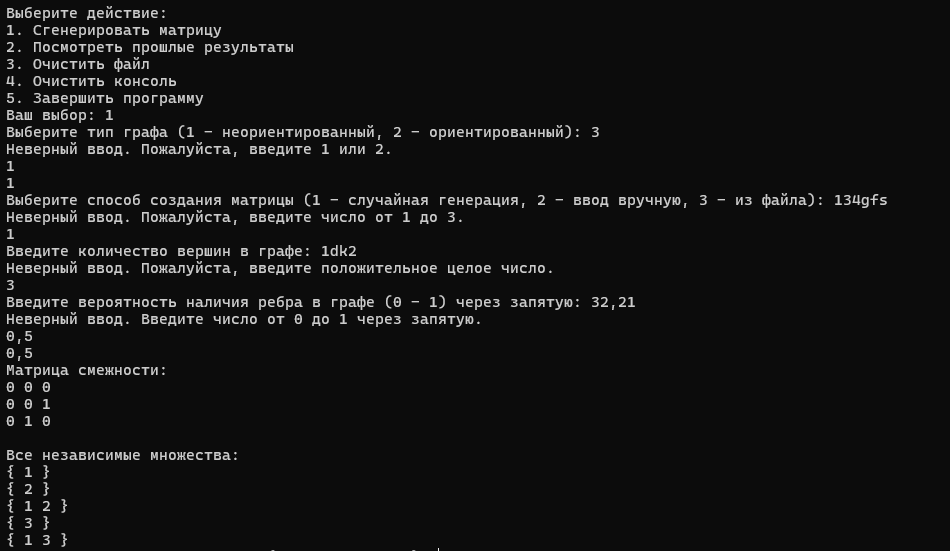 Выберите действие:
1. Сгенерировать матрицу
2. Посмотреть прошлые результаты
3. Очистить файл
4. Очистить консоль
5. Завершить программу
Ваш выбор: 1
Выберите тип графа (1 - неориентированный, 2 - ориентированный): 3
Неверный ввод. Пожалуйста, введите 1 или 2.
1
1
Выберите способ создания матрицы (1 - случайная генерация, 2 - ввод вручную, 3 - из файла): 134gfs
Неверный ввод. Пожалуйста, введите число от 1 до 3.
1
Введите количество вершин в графе: 1dk2
Неверный ввод. Пожалуйста, введите положительное целое число.
3
Введите вероятность наличия ребра в графе (0 - 1) через запятую: 32,21
Неверный ввод. Введите число от 0 до 1 через запятую.
0,5
0,5
Матрица смежности:
0 0 0
0 0 1
0 1 0
Все независимые множества:
{ 1 }
{ 2 }
{ 1 2 }
{ 3 }
{ 1 3 }